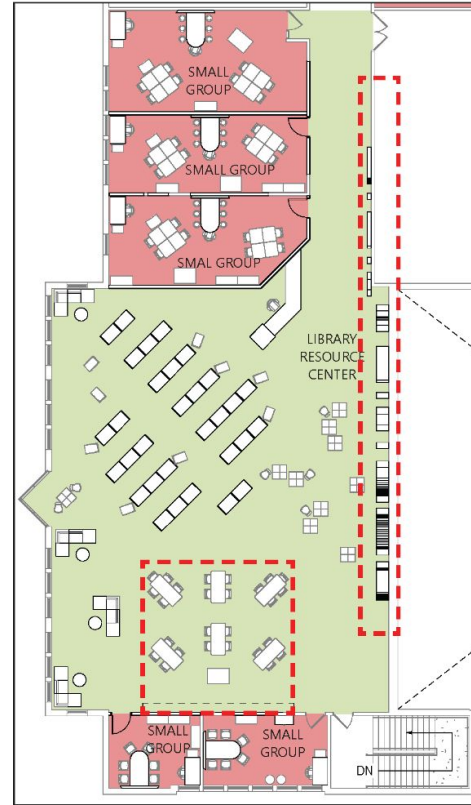 SMALL
GROUP
SMALL GROUP
SMAL GROUP
LIBRARY
RESOURCE
CENTER
SMALL
GROUP
SMALL
GROUP
DN